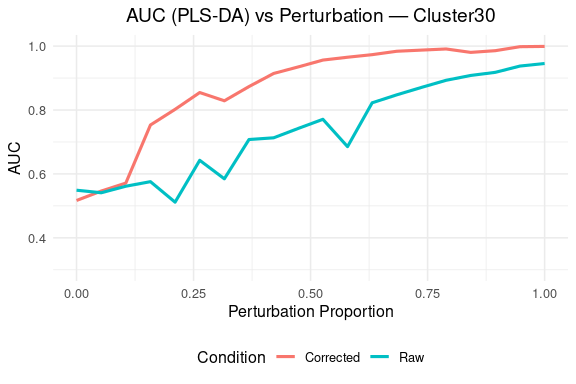 AUC (PLS-DA) vs Perturbation — Cluster30
1.0
0.8
0.6
0.4
AUC
0.00 0.25 0.50 0.75 1.00
Perturbation Proportion
Condition Corrected Raw